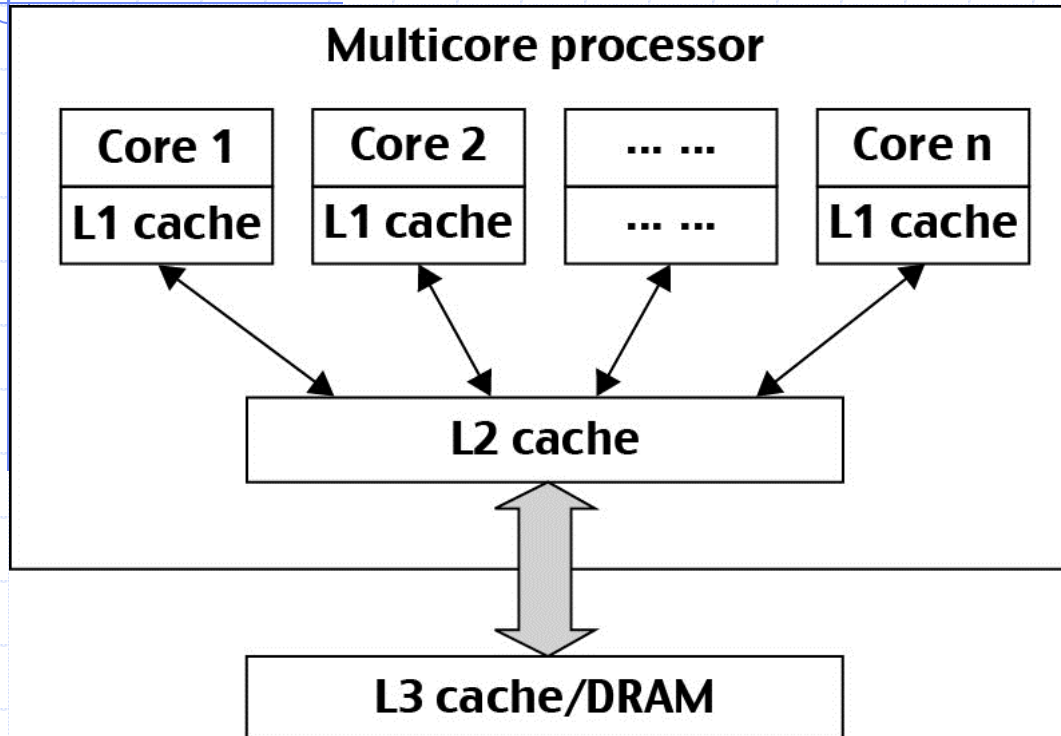 Multicore processor
Core 1
Core 2
... ...
Core n
L1 cache
L1 cache
... ...
L1 cache
L2 cache
L3 cache/DRAM